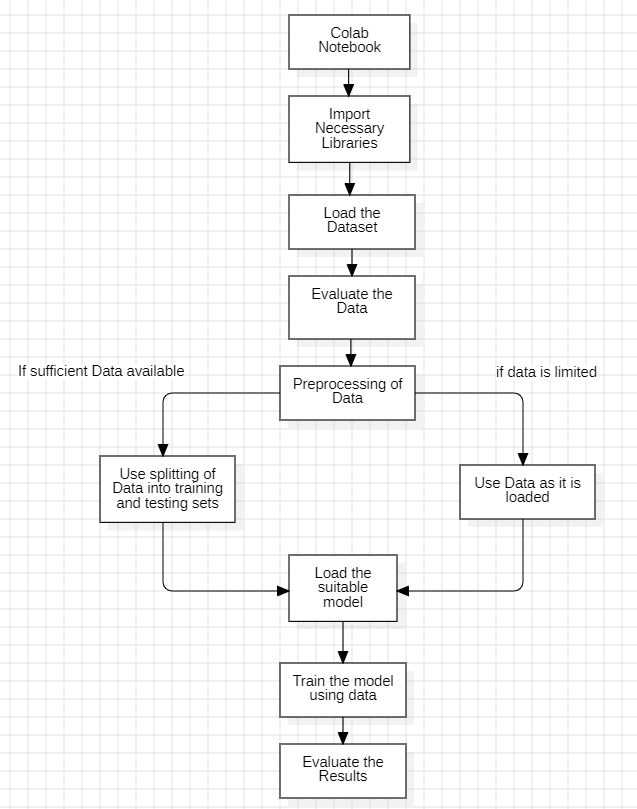 Colab
Notebook
Import
Necessary
Libraries
Load the
Dataset
Evaluate the
Data
If sufficient Data available
if data is limited
Preprocessing of
Data
Use splitting of
Data into training
and testing sets
Use Data as it is
loaded
Load the
suitable
model
Train the model
using data
Evaluate the
Results